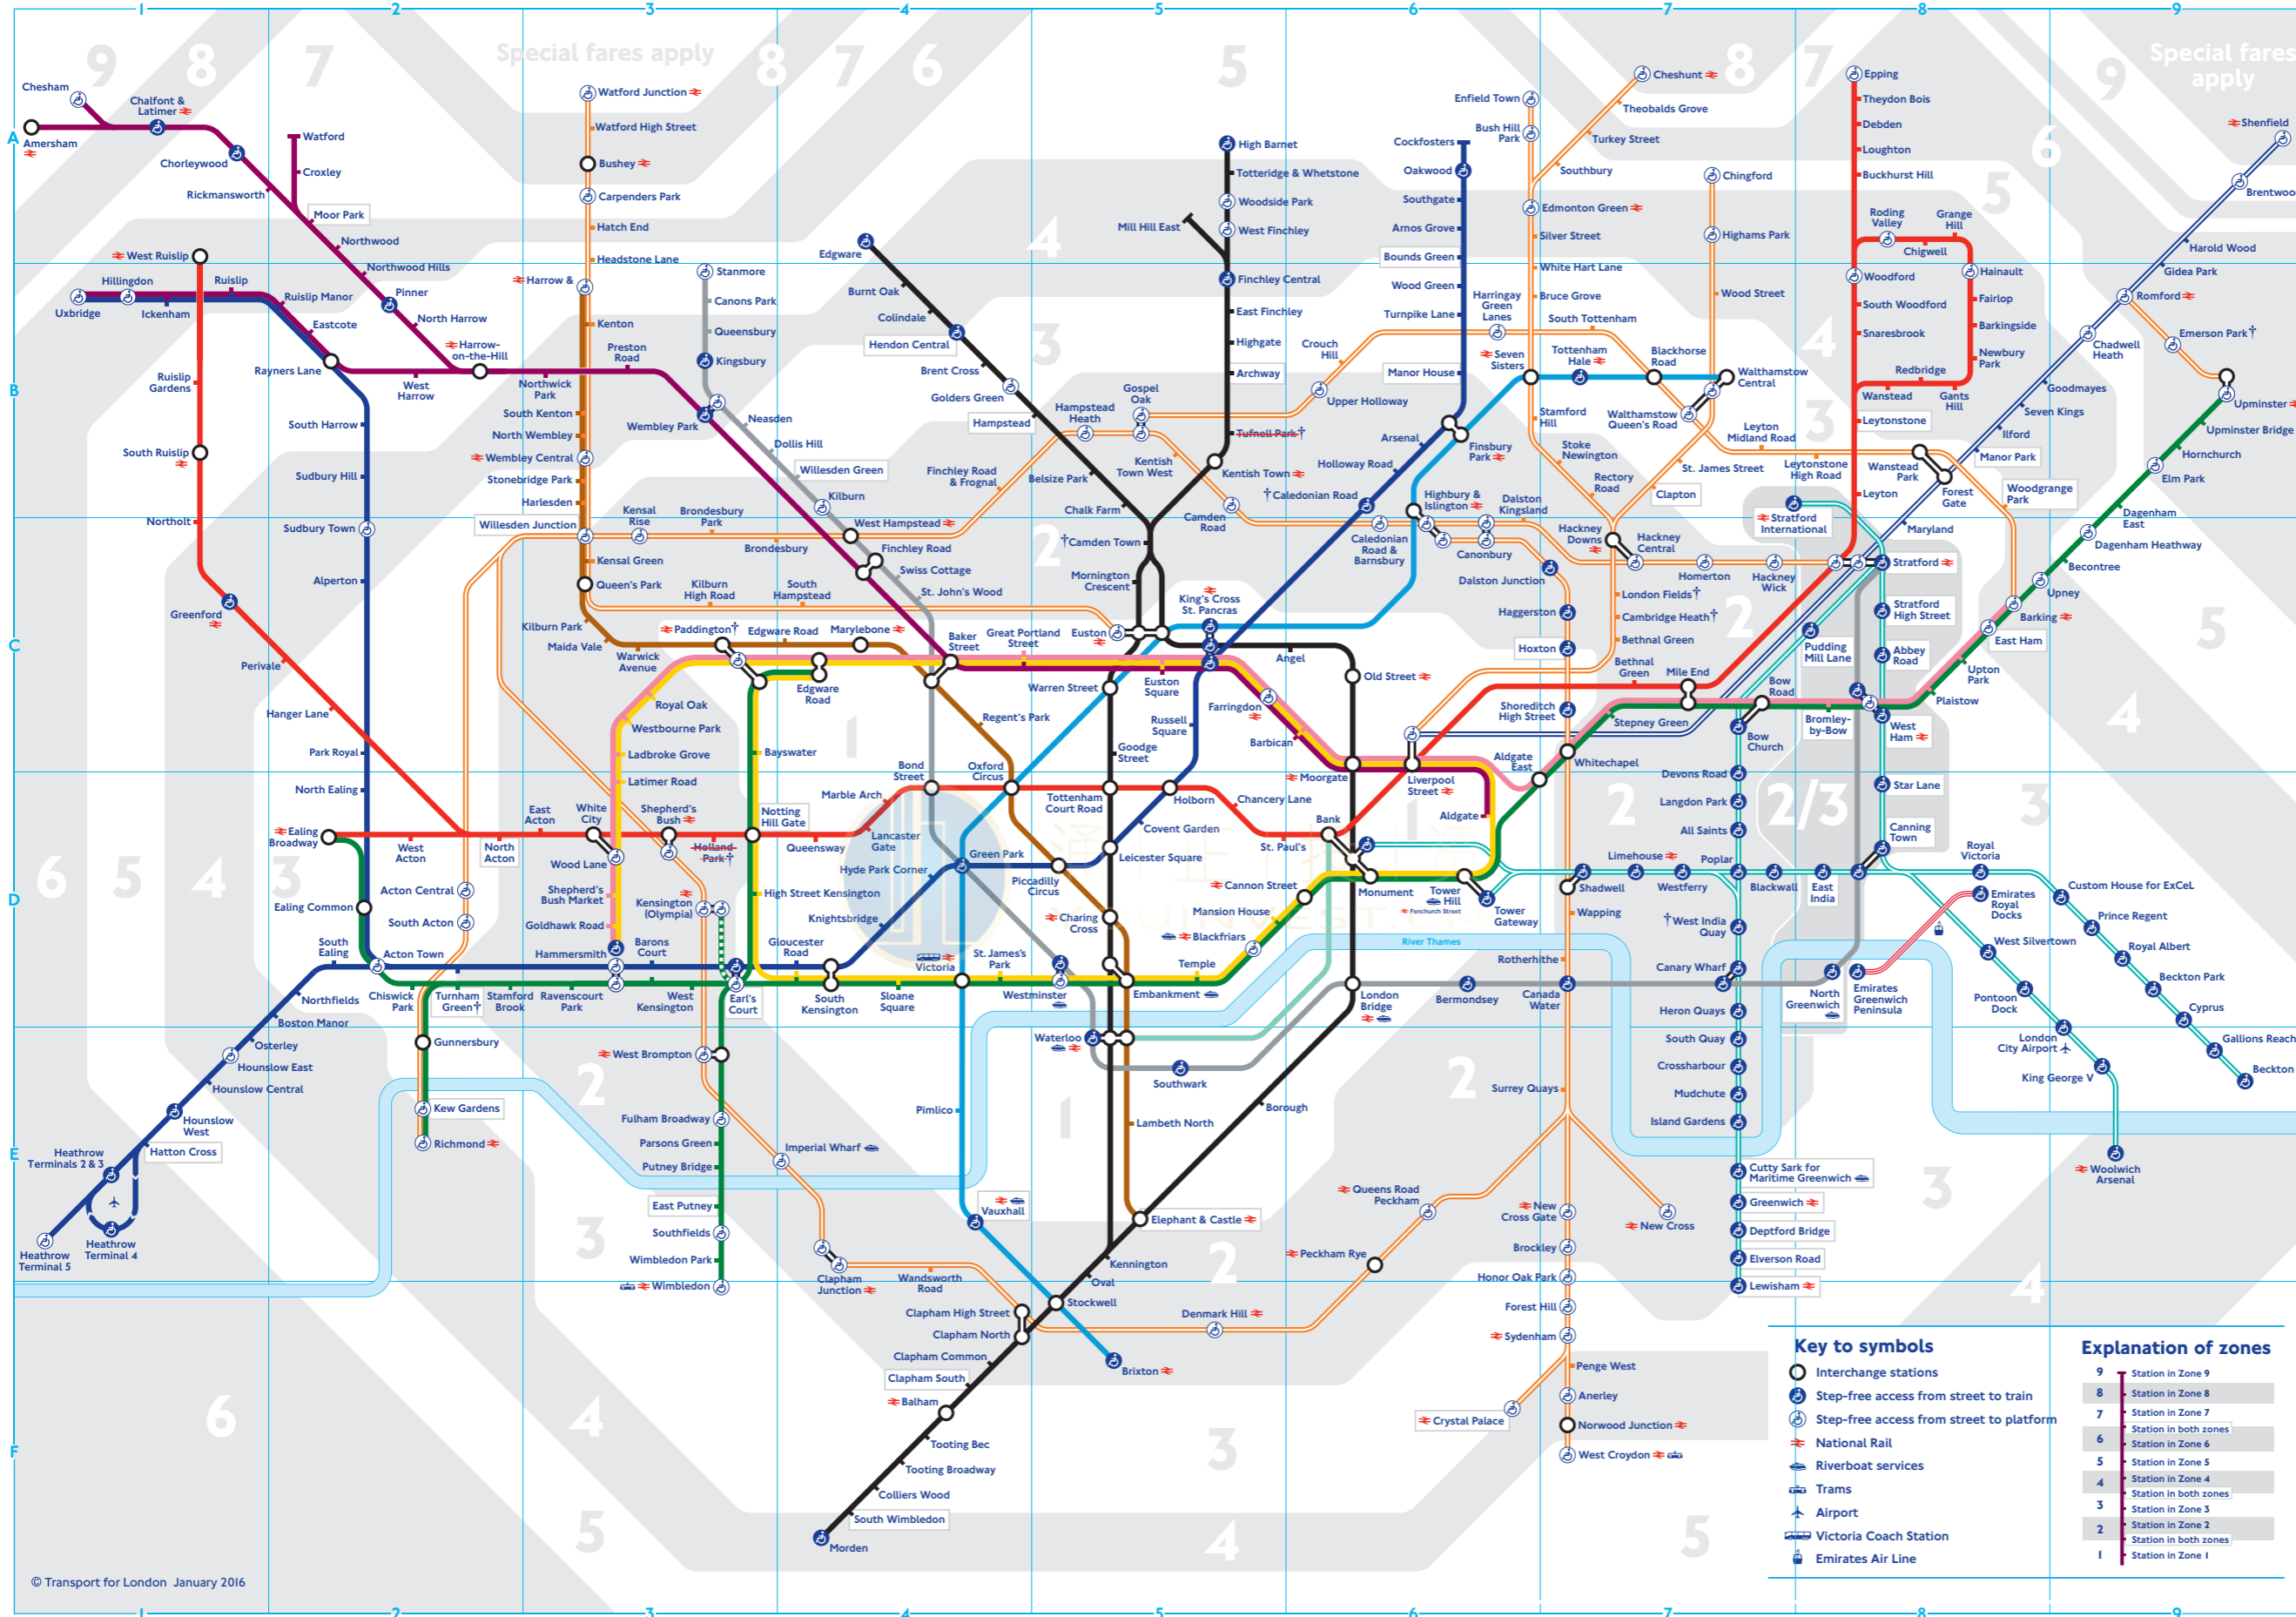 1 2 3 4 5 6 7 8 9
9 8 7 Special fares apply 8 7 6 5 8 7 9 Special fares
apply
A
B
C
D
E
F
Chesham
Chalfont &
Latimer
Amersham
Chorleywood
Rickmansworth
Watford
Croxley
Moor Park
Northwood
Northwood Hills
Pinner
North Harrow
Harrow-
on-the-Hill
West Ruislip
Hillingdon
Ruislip
Uxbridge
Ickenham
Ruislip Manor
Eastcote
Rayners Lane
West
Harrow
Northwick
Park
Preston
Road
Ruislip
Gardens
South Ruislip
Northolt
Greenford
Perivale
Hanger Lane
South Harrow
Sudbury Hill
Sudbury Town
Alperton
Park Royal
North Ealing
Ealing
Broadway
West
Acton
North
Acton
East
Acton
White
City
Shepherd's
Bush
Holland
Park†
Notting
Hill Gate
Queensway
Lancaster
Gate
Marble Arch
Bond
Street
Oxford
Circus
Tottenham
Court Road
Holborn
Chancery Lane
St. Paul's
Bank
Watford Junction
Watford High Street
Bushey
Carpenders Park
Hatch End
Headstone Lane
Harrow &
Kenton
South Kenton
North Wembley
Wembley Central
Stonebridge Park
Harlesden
Willesden Junction
Kensal Green
Queen's Park
Kilburn Park
Maida Vale
Warwick
Avenue
Paddington†
Edgware Road
Marylebone
Baker
Street
Great Portland
Street
Euston
Square
Stanmore
Canons Park
Queensbury
Kingsbury
Wembley Park
Neasden
Dollis Hill
Willesden Green
Kilburn
West Hampstead
Finchley Road
Swiss Cottage
St. John's Wood
Kensal
Rise
Brondesbury
Park
Brondesbury
Finchley Road
& Frognal
Kilburn
High Road
South
Hampstead
Edgware
Burnt Oak
Colindale
Hendon Central
Brent Cross
Golders Green
Hampstead
Belsize Park
Chalk Farm
†Camden Town
Mornington
Crescent
Euston
Hampstead
Heath
Gospel
Oak
Kentish
Town West
Kentish Town
Tufnell Park†
Archway
Highgate
East Finchley
Finchley Central
West Finchley
Woodside Park
Totteridge & Whetstone
High Barnet
Mill Hill East
Camden
Road
Caledonian
Road &
Barnsbury
†Caledonian Road
Holloway Road
Arsenal
Finsbury
Park
Manor House
Turnpike Lane
Wood Green
Bounds Green
Arnos Grove
Southgate
Oakwood
Cockfosters
Crouch
Hill
Upper Holloway
Harringay
Green
Lanes
South Tottenham
Seven
Sisters
Tottenham
Hale
Blackhorse
Road
Walthamstow
Central
Walthamstow
Queen's Road
Leyton
Midland Road
Leytonstone
High Road
Wanstead
Park
Woodgrange
Park
Enfield Town
Bush Hill
Park
Cheshunt
Theobalds Grove
Turkey Street
Southbury
Edmonton Green
Silver Street
White Hart Lane
Bruce Grove
Stamford
Hill
Stoke
Newington
Rectory
Road
Clapton
St. James Street
Wood Street
Highams Park
Chingford
Highbury &
Islington
Canonbury
Dalston
Kingsland
Dalston Junction
Hackney
Downs
Hackney
Central
Homerton
Hackney
Wick
Haggerston
Hoxton
Shoreditch
High Street
London Fields†
Cambridge Heath†
Bethnal Green
Bethnal
Green
Mile End
Stepney Green
Whitechapel
Epping
Theydon Bois
Debden
Loughton
Buckhurst Hill
Roding
Valley
Grange
Hill
Chigwell
Hainault
Woodford
South Woodford
Snaresbrook
Fairlop
Barkingside
Newbury
Park
Redbridge
Wanstead
Gants
Hill
Leytonstone
Leyton
Stratford
International
Stratford
Stratford
High Street
Pudding
Mill Lane
Abbey
Road
Bow
Road
Bow
Church
Bromley-
by-Bow
West
Ham
Plaistow
Upton
Park
East Ham
Barking
Upney
Becontree
Dagenham Heathway
Dagenham
East
Elm Park
Hornchurch
Upminster Bridge
Upminster
Emerson Park†
Romford
Gidea Park
Harold Wood
Shenfield
Chadwell
Heath
Goodmayes
Seven Kings
Ilford
Manor Park
Forest
Gate
Maryland
Star Lane
Canning
Town
Devons Road
Langdon Park
All Saints
Poplar
Limehouse
Westferry
Blackwall
East
India
Shadwell
Wapping
Rotherhithe
Canada
Water
Bermondsey
Surrey Quays
Royal
Victoria
Custom House for ExCeL
Prince Regent
Royal Albert
Beckton Park
Cyprus
Gallions Reach
Beckton
Emirates
Royal
Docks
West Silvertown
Pontoon
Dock
London
City Airport
King George V
Woolwich
Arsenal
Emirates
Greenwich
Peninsula
North
Greenwich
†West India
Quay
Canary Wharf
Heron Quays
South Quay
Crossharbour
Mudchute
Island Gardens
Cutty Sark for
Maritime Greenwich
Greenwich
Deptford Bridge
Elverson Road
Lewisham
King's Cross
St. Pancras
Angel
Old Street
Moorgate
Liverpool
Street
Aldgate
East
Aldgate
Farringdon
Barbican
Russell
Square
Warren Street
Goodge
Street
Regent's Park
Royal Oak
Westbourne Park
Ladbroke Grove
Latimer Road
Edgware
Road
Bayswater
Wood Lane
Shepherd's
Bush Market
Goldhawk Road
Hammersmith
Kensington
(Olympia)
High Street Kensington
Barons
Court
Gloucester
Road
Knightsbridge
Hyde Park Corner
Green Park
Piccadilly
Circus
Leicester Square
Covent Garden
Charing
Cross
Cannon Street
Mansion House
Blackfriars
Temple
Embankment
Monument
Tower
Hill
Fenchurch Street
Tower
Gateway
River Thames
London
Bridge
Acton Central
South Acton
Ealing Common
South
Ealing
Acton Town
Northfields
Boston Manor
Osterley
Hounslow East
Hounslow Central
Hounslow
West
Hatton Cross
Heathrow
Terminals 2 & 3
Heathrow
Terminal 4
Heathrow
Terminal 5
Chiswick
Park
Turnham
Green†
Stamford
Brook
Ravenscourt
Park
West
Kensington
Earl's
Court
South
Kensington
Sloane
Square
Victoria
St. James's
Park
Westminster
Waterloo
Southwark
Gunnersbury
Kew Gardens
Richmond
West Brompton
Fulham Broadway
Parsons Green
Putney Bridge
East Putney
Southfields
Wimbledon Park
Wimbledon
Imperial Wharf
Clapham
Junction
Wandsworth
Road
Pimlico
Vauxhall
Lambeth North
Borough
Elephant & Castle
Kennington
Oval
Stockwell
Brixton
Clapham High Street
Clapham North
Clapham Common
Clapham South
Balham
Tooting Bec
Tooting Broadway
Colliers Wood
South Wimbledon
Morden
Denmark Hill
Peckham Rye
Queens Road
Peckham
New
Cross Gate
New Cross
Brockley
Honor Oak Park
Forest Hill
Sydenham
Penge West
Crystal Palace
Anerley
Norwood Junction
West Croydon
2/3
Key to symbols
Interchange stations
Step-free access from street to train
Step-free access from street to platform
National Rail
Riverboat services
Trams
Airport
Victoria Coach Station
Emirates Air Line
Explanation of zones
9 Station in Zone 9
8 Station in Zone 8
7 Station in Zone 7
Station in both zones
6 Station in Zone 6
5 Station in Zone 5
4 Station in Zone 4
Station in both zones
3 Station in Zone 3
2 Station in Zone 2
Station in both zones
1 Station in Zone 1
© Transport for London January 2016
1 2 3 4 5 6 7 8 9